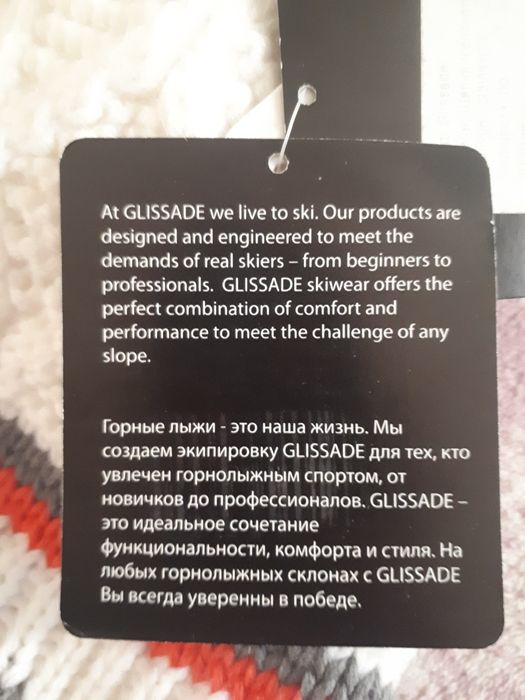 At GLISSADE we live to ski. Our products are
designed and engineered to meet the
demands of real skiers – from beginners to
professionals.  GLISSADE skiwear offers the
perfect combination of comfort and
performance to meet the challenge of any
slope.
Горные лыжи - это наша жизнь. Мы
создаем экипировку GLISSADE для тех, кто
увлечен горнолыжным спортом, от
новичков до профессионалов. GLISSADE –
это идеальное сочетание
функциональности, комфорта и стиля. На
любых горнолыжных склонах с GLISSADE
Вы всегда уверенны в победе.